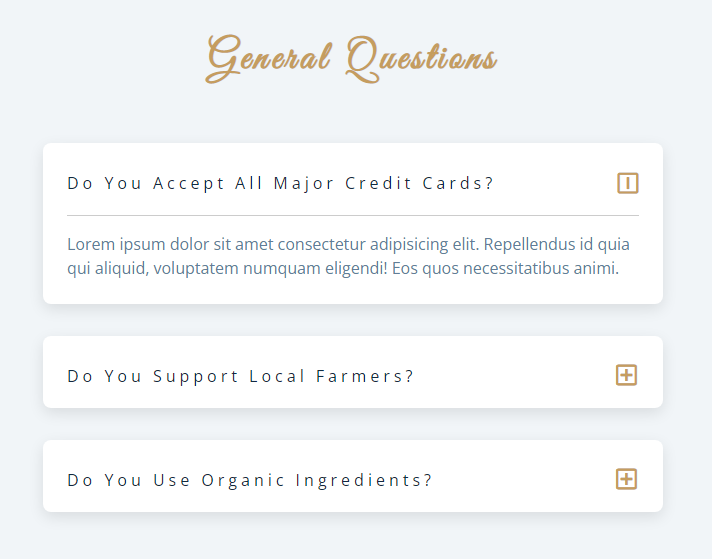 General Questions
Do You Accept All Major Credit Cards?
Lorem ipsum dolor sit amet consectetur adipisicing elit. Repellendus id quia
qui aliquid, voluptatem numquam eligendi! Eos quos necessitatibus animi.
Do You Support Local Farmers?
Do You Use Organic Ingredients?